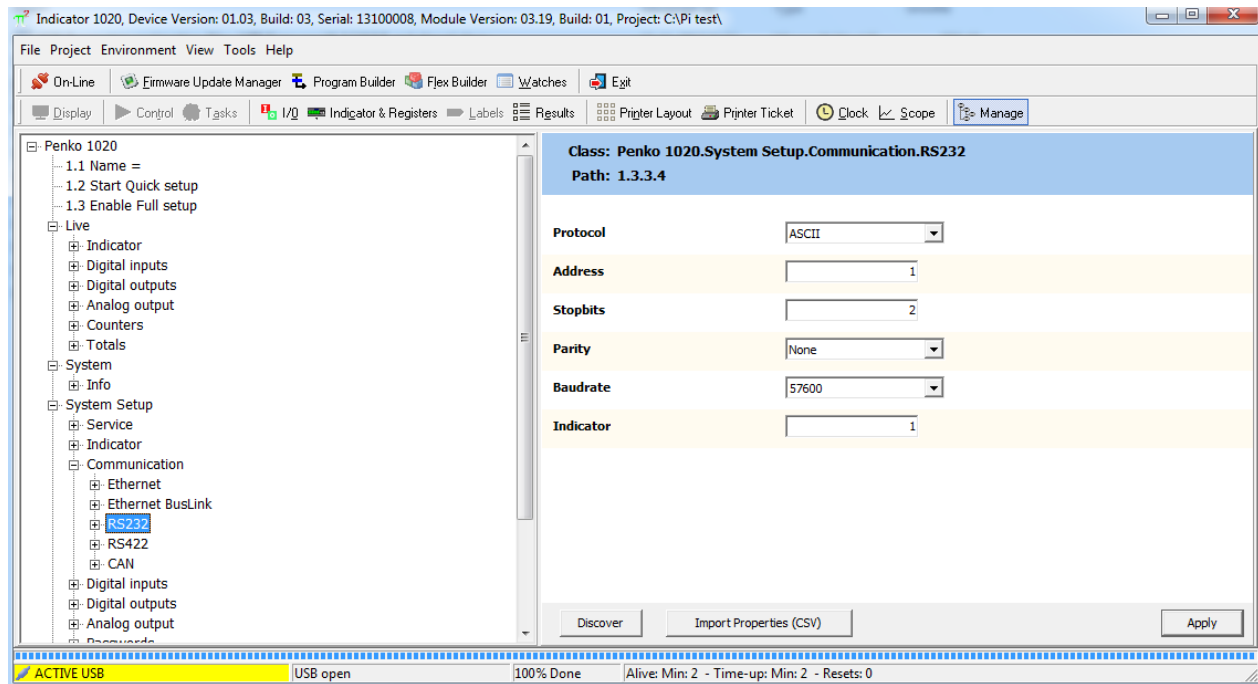 Indicator 1020, Device Version: 01.03, Build: 03, Serial: 13100008, Module Version: 03.19, Build: 01, Project: C:\Pi test\
File Project Environment View Tools Help
On-Line Firmware Update Manager Program Builder Flex Builder Watches Exit
Display Control Tasks I/O Indicator & Registers Labels Results Printer Layout Printer Ticket Clock Scope Manage
Penko 1020
1.1 Name =
1.2 Start Quick setup
1.3 Enable Full setup
Live
Indicator
Digital inputs
Digital outputs
Analog output
Counters
Totals
System
Info
System Setup
Service
Indicator
Communication
Ethernet
Ethernet BusLink
RS232
RS422
CAN
Digital inputs
Digital outputs
Analog output
Passwords
Class: Penko 1020.System Setup.Communication.RS232
Path: 1.3.3.4
Protocol ASCII
Address 1
Stopbits 2
Parity None
Baudrate 57600
Indicator 1
Discover Import Properties (CSV) Apply
ACTIVE USB USB open 100% Done Alive: Min: 2 - Time-up: Min: 2 - Resets: 0